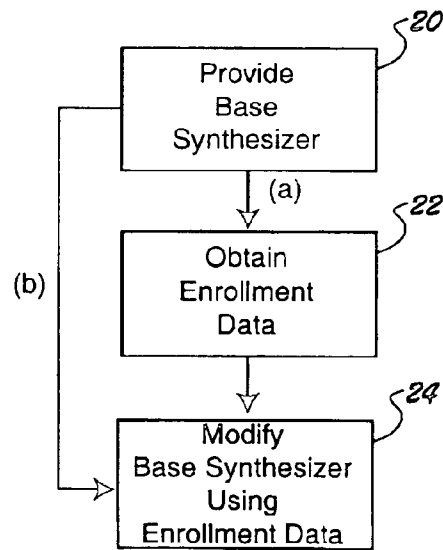 20
Provide
Base
Synthesizer
(a)
22
Obtain
Enrollment
Data
(b)
24
Modify
Base Synthesizer
Using
Enrollment Data